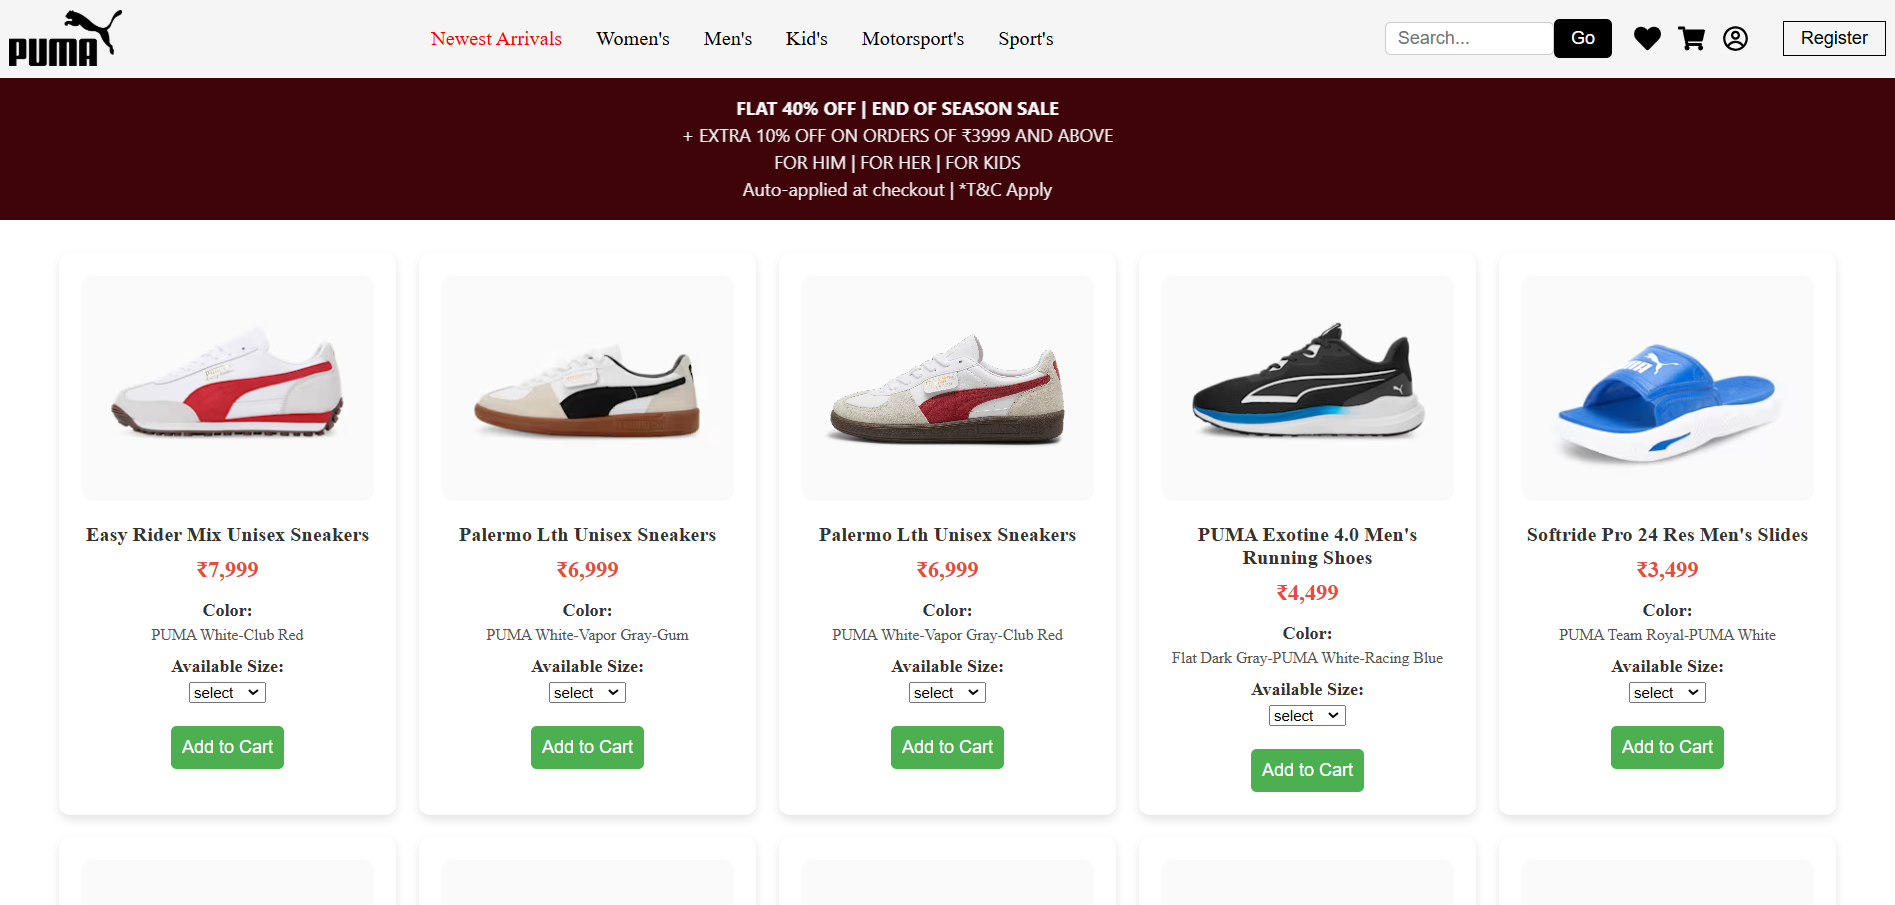 PUMA
Newest Arrivals Women's Men's Kid's Motorsport's Sport's
Search... Go Register
FLAT 40% OFF | END OF SEASON SALE
+ EXTRA 10% OFF ON ORDERS OF ₹3999 AND ABOVE
FOR HIM | FOR HER | FOR KIDS
Auto-applied at checkout | *T&C Apply
Easy Rider Mix Unisex Sneakers
₹7,999
Color:
PUMA White-Club Red
Available Size:
select
Add to Cart
Palermo Lth Unisex Sneakers
₹6,999
Color:
PUMA White-Vapor Gray-Gum
Available Size:
select
Add to Cart
Palermo Lth Unisex Sneakers
₹6,999
Color:
PUMA White-Vapor Gray-Club Red
Available Size:
select
Add to Cart
PUMA Exotine 4.0 Men's
Running Shoes
₹4,499
Color:
Flat Dark Gray-PUMA White-Racing Blue
Available Size:
select
Add to Cart
Softride Pro 24 Res Men's Slides
₹3,499
Color:
PUMA Team Royal-PUMA White
Available Size:
select
Add to Cart